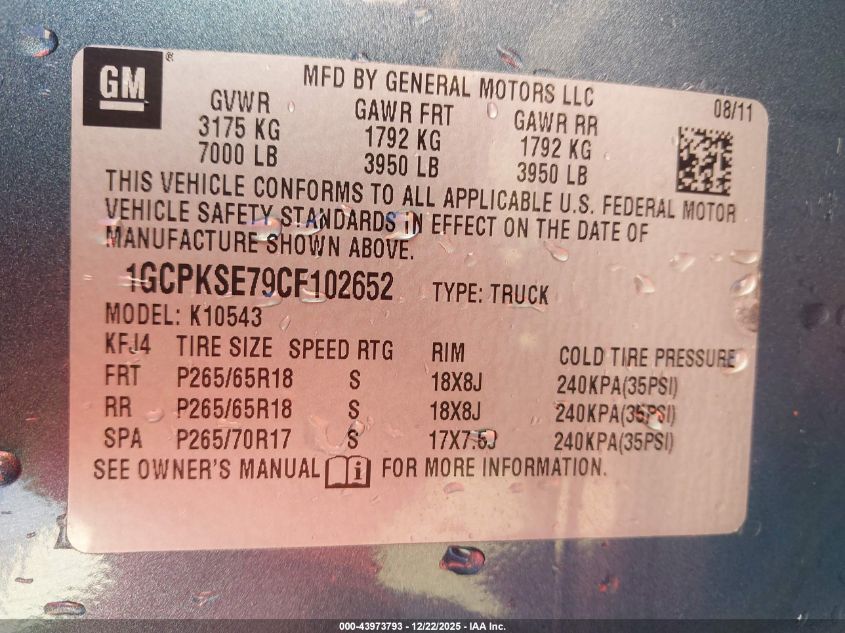 GM
MFD BY GENERAL MOTORS LLC
08/11
GVWR GAWR FRT GAWR RR
3175 KG 1792 KG 1792 KG
7000 LB 3950 LB 3950 LB
THIS VEHICLE CONFORMS TO ALL APPLICABLE U.S. FEDERAL MOTOR
VEHICLE SAFETY STANDARDS IN EFFECT ON THE DATE OF
MANUFACTURE SHOWN ABOVE.
1GCPKSE79CF102652 TYPE: TRUCK
MODEL: K10543
KFJ4 TIRE SIZE SPEED RTG RIM COLD TIRE PRESSURE
FRT P265/65R18 S 18X8J 240KPA(35PSI)
RR P265/65R18 S 18X8J 240KPA(35PSI)
SPA P265/70R17 S 17X7.5J 240KPA(35PSI)
SEE OWNER'S MANUAL FOR MORE INFORMATION.
000-43973793 - 12/22/2025 - IAA Inc.